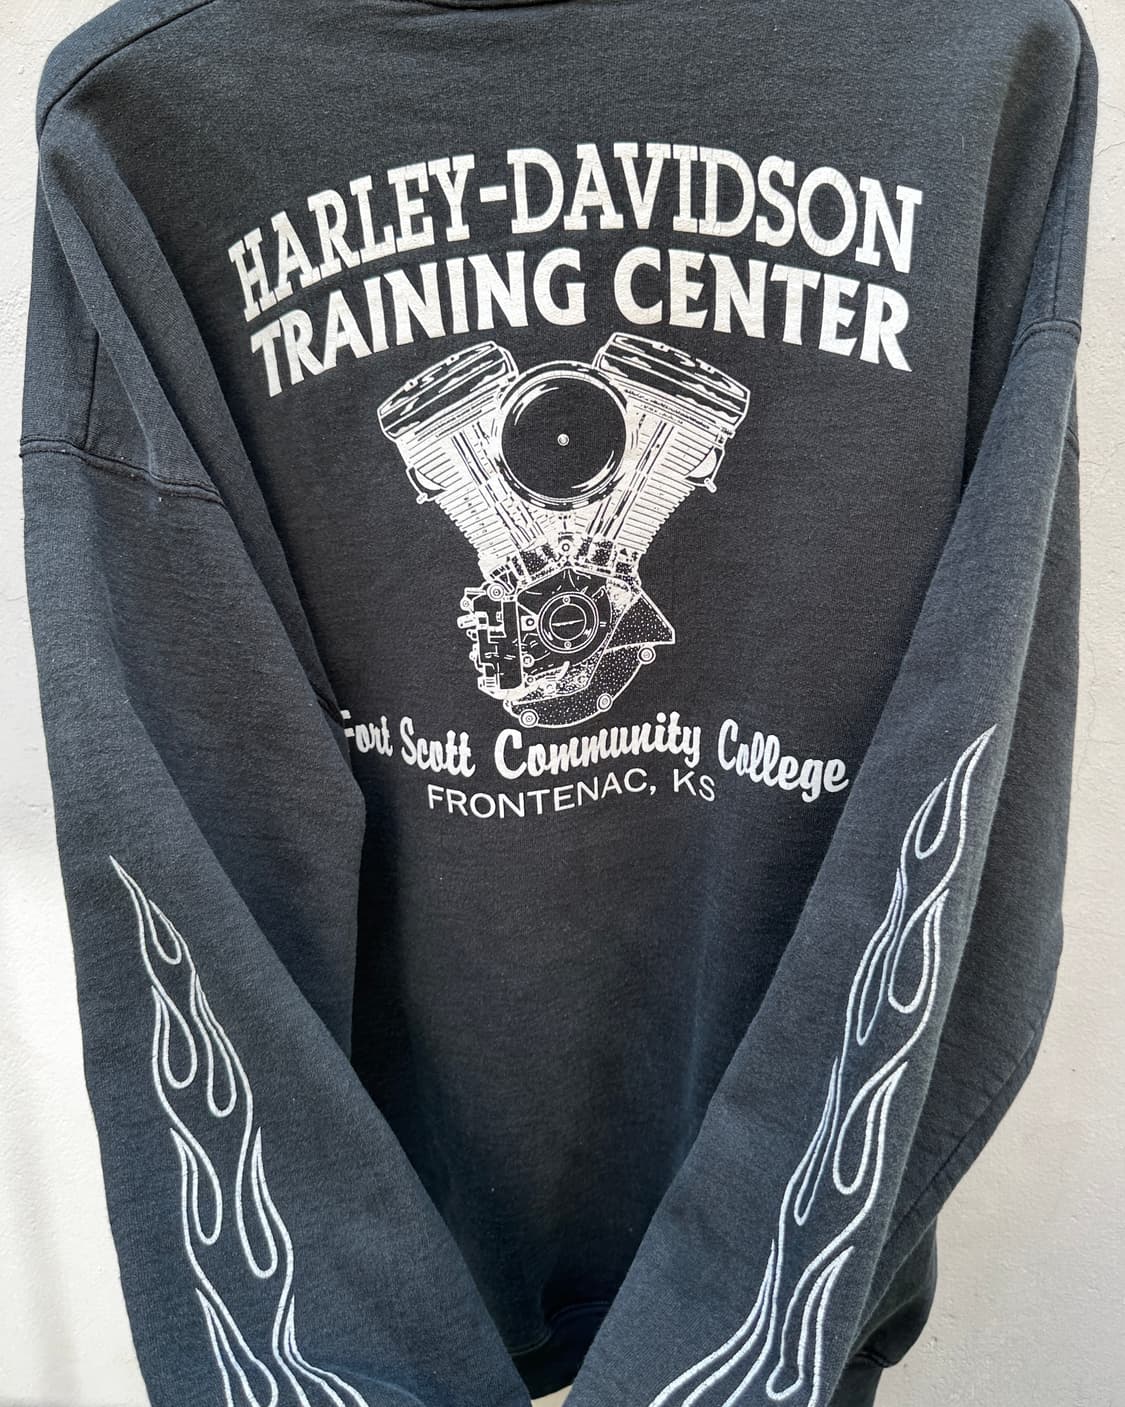 HARLEY-DAVIDSON
TRAINING CENTER
Fort Scott Community College
FRONTENAC, KS